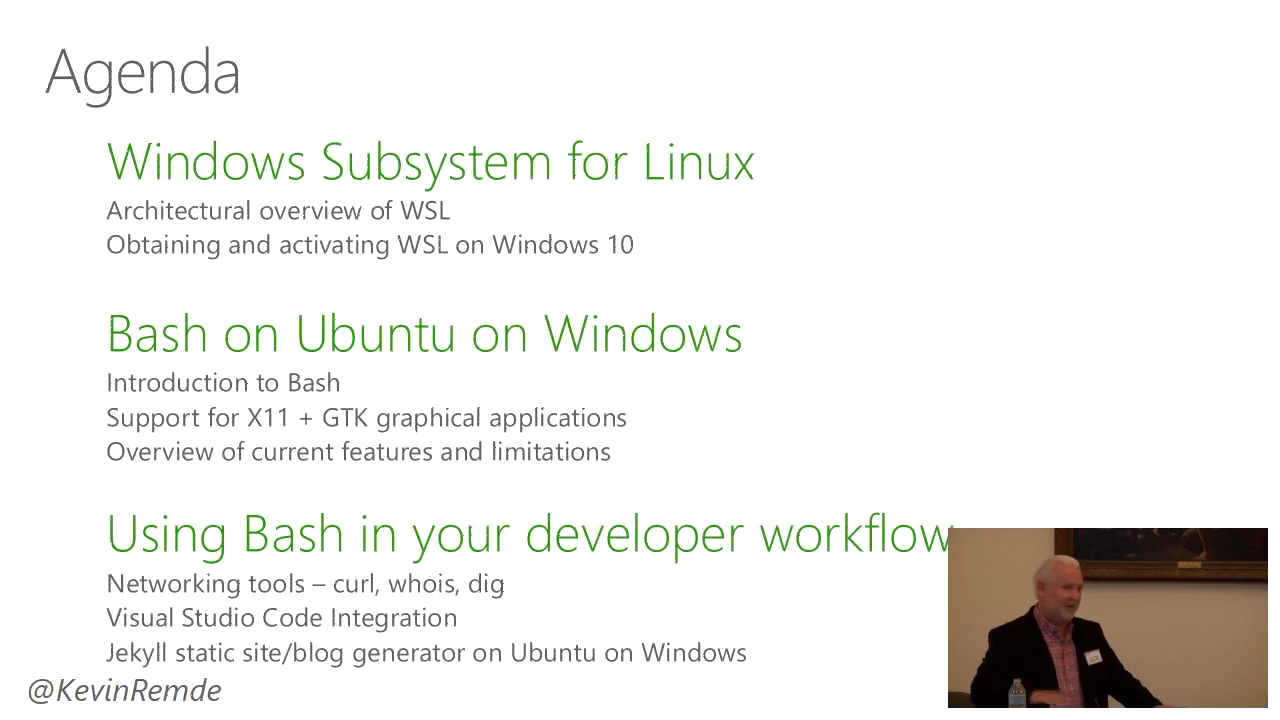 Agenda
Windows Subsystem for Linux
Architectural overview of WSL
Obtaining and activating WSL on Windows 10
Bash on Ubuntu on Windows
Introduction to Bash
Support for X11 + GTK graphical applications
Overview of current features and limitations
Using Bash in your developer workflow
Networking tools – curl, whois, dig
Visual Studio Code Integration
Jekyll static site/blog generator on Ubuntu on Windows
@KevinRemde